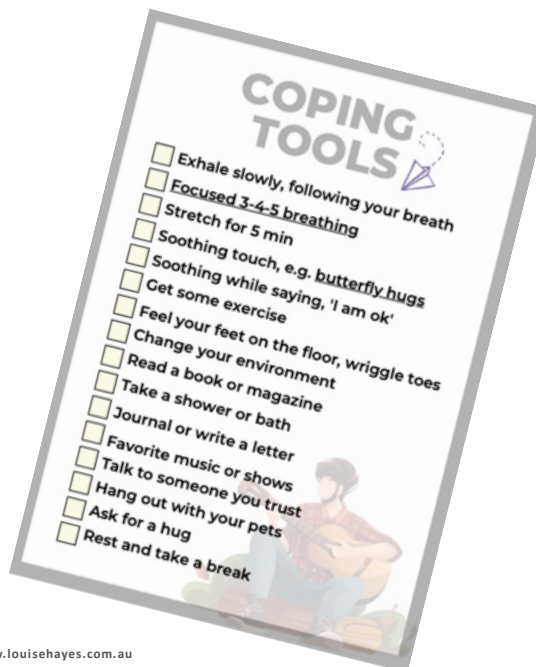 COPING
TOOLS
Exhale slowly, following your breath
Focused 3-4-5 breathing
Stretch for 5 min
Soothing touch, e.g. butterfly hugs
Soothing while saying, 'I am ok'
Get some exercise
Feel your feet on the floor, wriggle toes
Change your environment
Read a book or magazine
Take a shower or bath
Journal or write a letter
Favorite music or shows
Talk to someone you trust
Hang out with your pets
Ask for a hug
Rest and take a break
w.louisehayes.com.au